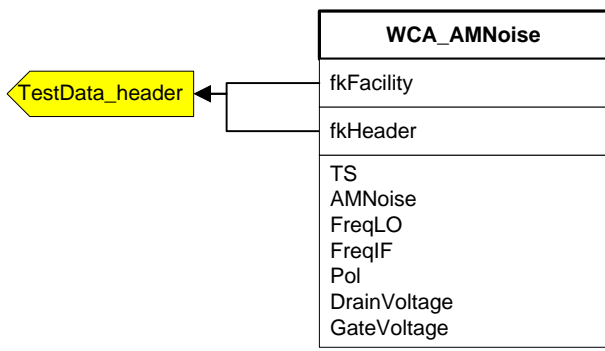 WCA_AMNoise
TestData_header
fkFacility
fkHeader
TS
AMNoise
FreqLO
FreqIF
Pol
DrainVoltage
GateVoltage